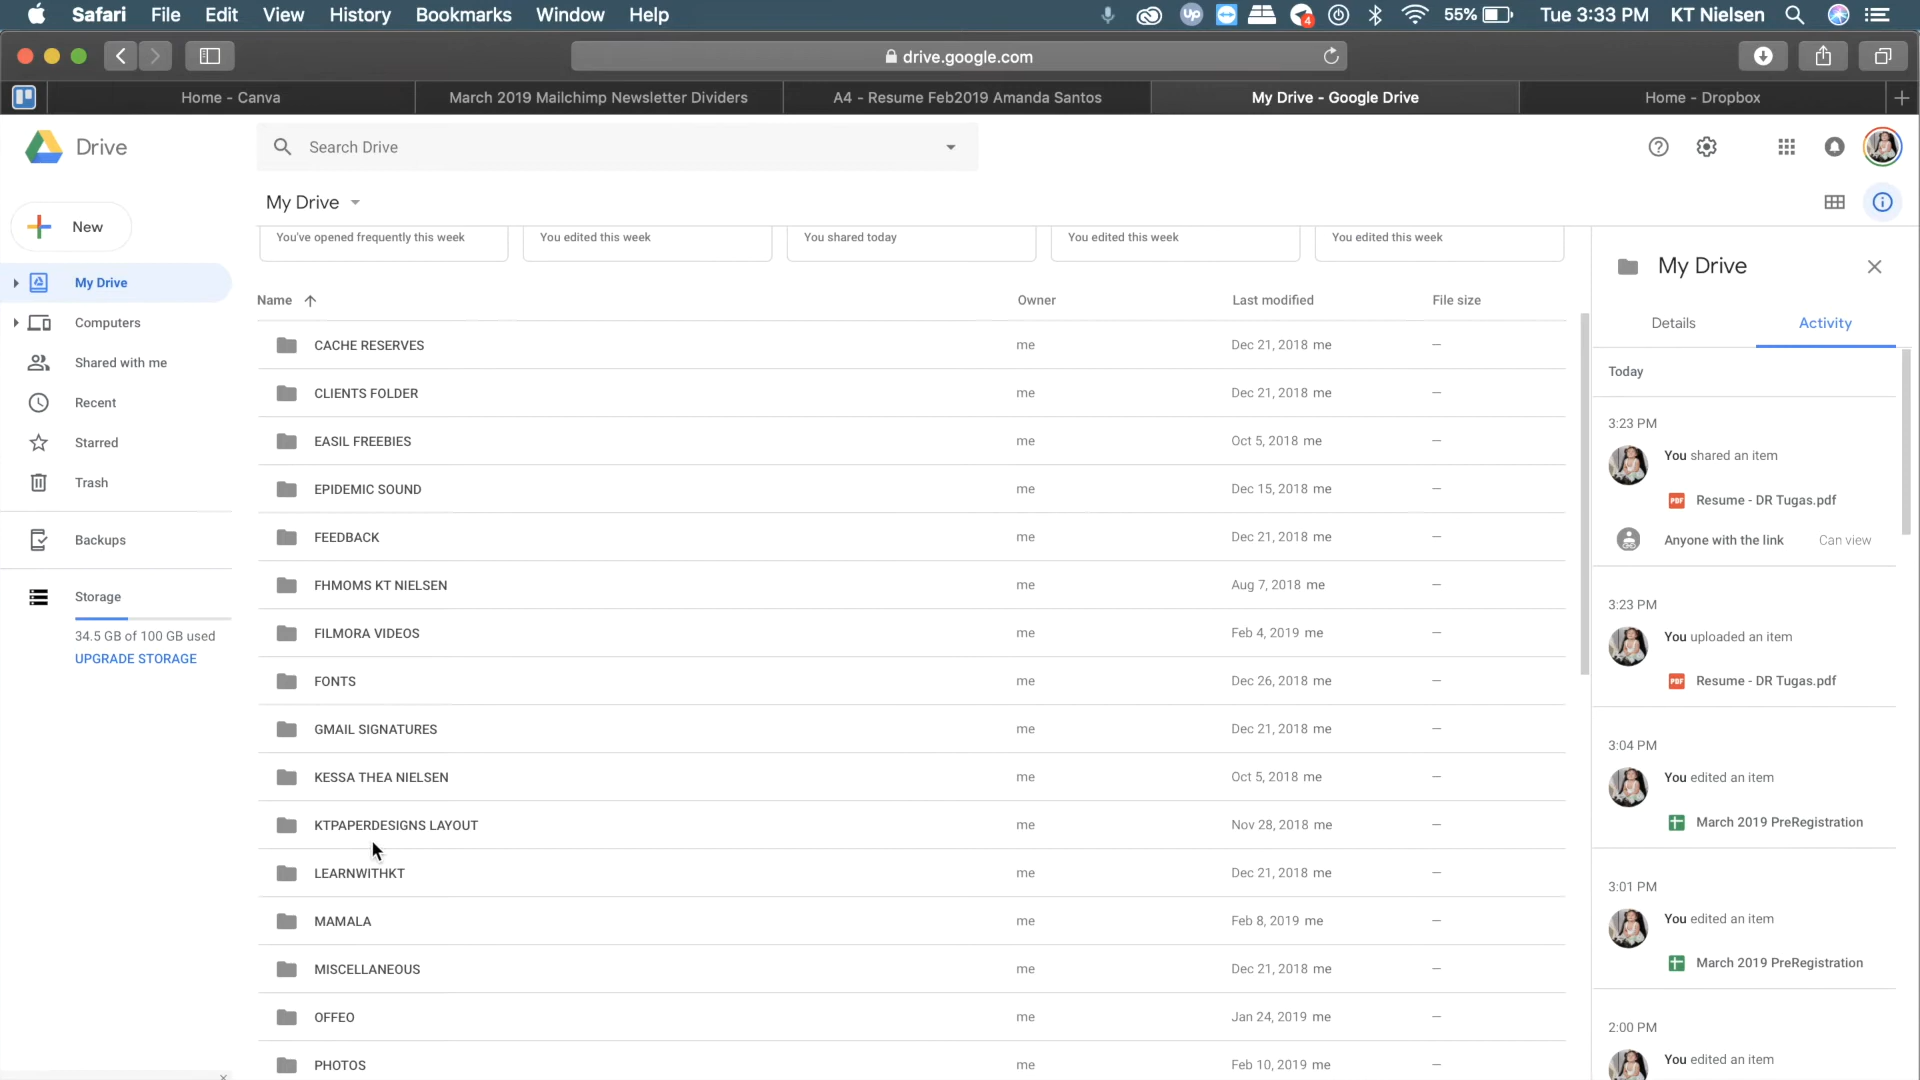 Safari File Edit View History Bookmarks Window Help
UP 4 55% Tue 3:33 PM KT Nielsen
drive.google.com
Home - Canva
March 2019 Mailchimp Newsletter Dividers
A4 - Resume Feb2019 Amanda Santos
My Drive - Google Drive
Home - Dropbox
Drive
Search Drive
New
My Drive
Computers
Shared with me
Recent
Starred
Trash
Backups
Storage
34.5 GB of 100 GB used
UPGRADE STORAGE
My Drive
You've opened frequently this week
You edited this week
You shared today
You edited this week
You edited this week
Name Owner Last modified File size
CACHE RESERVES me Dec 21, 2018 me —
CLIENTS FOLDER me Dec 21, 2018 me —
EASIL FREEBIES me Oct 5, 2018 me —
EPIDEMIC SOUND me Dec 15, 2018 me —
FEEDBACK me Dec 21, 2018 me —
FHMOMS KT NIELSEN me Aug 7, 2018 me —
FILMORA VIDEOS me Feb 4, 2019 me —
FONTS me Dec 26, 2018 me —
GMAIL SIGNATURES me Dec 21, 2018 me —
KESSA THEA NIELSEN me Oct 5, 2018 me —
KTPAPERDESIGNS LAYOUT me Nov 28, 2018 me —
LEARNWITHKT me Dec 21, 2018 me —
MAMALA me Feb 8, 2019 me —
MISCELLANEOUS me Dec 21, 2018 me —
OFFEO me Jan 24, 2019 me —
PHOTOS me Feb 10, 2019 me —
My Drive
Details Activity
Today
3:23 PM
You shared an item
PDF Resume - DR Tugas.pdf
Anyone with the link Can view
3:23 PM
You uploaded an item
PDF Resume - DR Tugas.pdf
3:04 PM
You edited an item
March 2019 PreRegistration
3:01 PM
You edited an item
March 2019 PreRegistration
2:00 PM
You edited an item